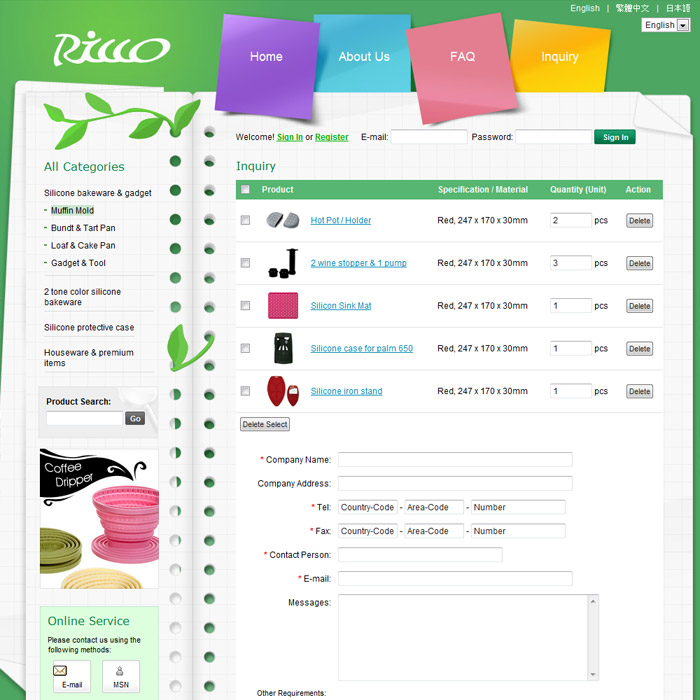 English | 繁體中文 | 日本語
English
Ricco
Home
About Us
FAQ
Inquiry
Welcome! Sign In or Register E-mail: Password: Sign In
All Categories
Silicone bakeware & gadget
- Muffin Mold
- Bundt & Tart Pan
- Loaf & Cake Pan
- Gadget & Tool
2 tone color silicone
bakeware
Silicone protective case
Houseware & premium
items
Product Search:
Go
Coffee
Dripper
Online Service
Please contact us using the
following methods:
E-mail
MSN
Inquiry
Product Specification / Material Quantity (Unit) Action
Hot Pot / Holder Red, 247 x 170 x 30mm 2 pcs Delete
2 wine stopper & 1 pump Red, 247 x 170 x 30mm 3 pcs Delete
Silicon Sink Mat Red, 247 x 170 x 30mm 1 pcs Delete
Silicone case for palm 650 Red, 247 x 170 x 30mm 1 pcs Delete
Silicone iron stand Red, 247 x 170 x 30mm 1 pcs Delete
Delete Select
* Company Name:
Company Address:
* Tel: Country-Code - Area-Code - Number
* Fax: Country-Code - Area-Code - Number
* Contact Person:
* E-mail:
Messages:
Other Requirements: